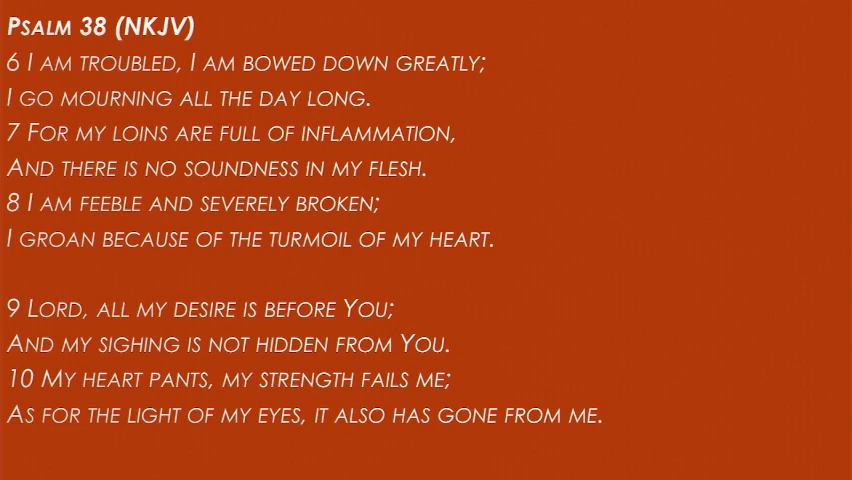 Psalm 38 (NKJV)
6 I am troubled, I am bowed down greatly;
I go mourning all the day long.
7 For my loins are full of inflammation,
And there is no soundness in my flesh.
8 I am feeble and severely broken;
I groan because of the turmoil of my heart.
9 Lord, all my desire is before You;
And my sighing is not hidden from You.
10 My heart pants, my strength fails me;
As for the light of my eyes, it also has gone from me.